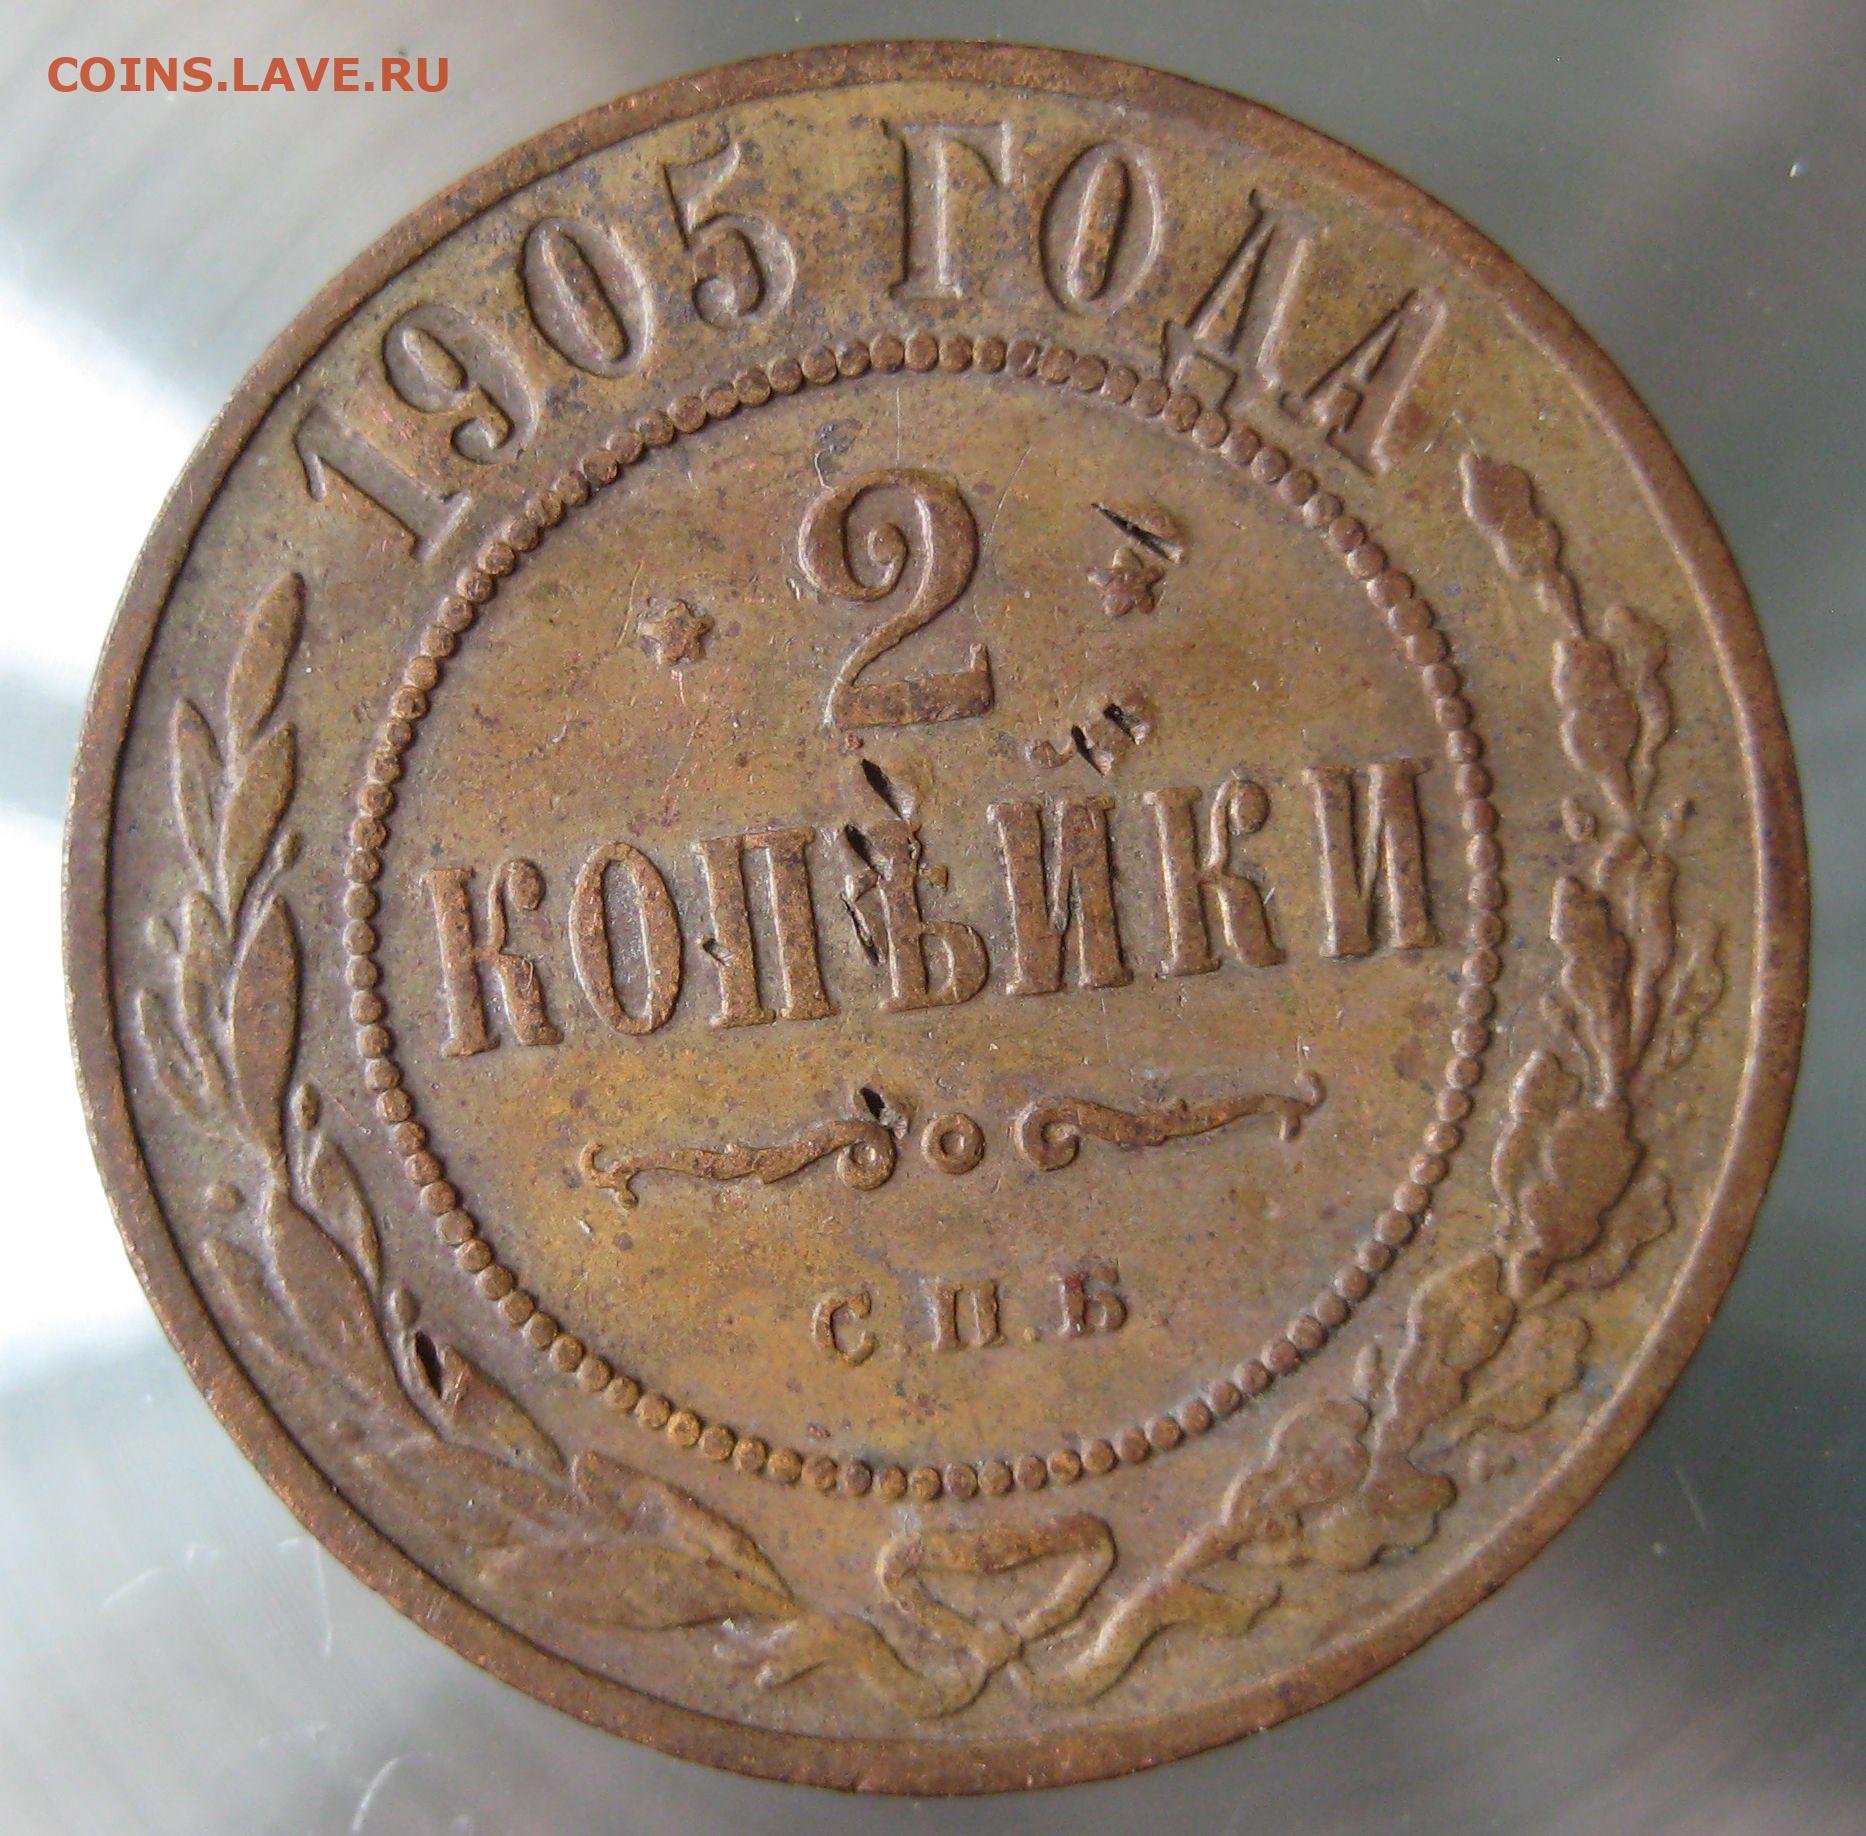 COINS.LAVE.RU
1905 ГОДА
2
КОПѢЙКИ
С.П.Б